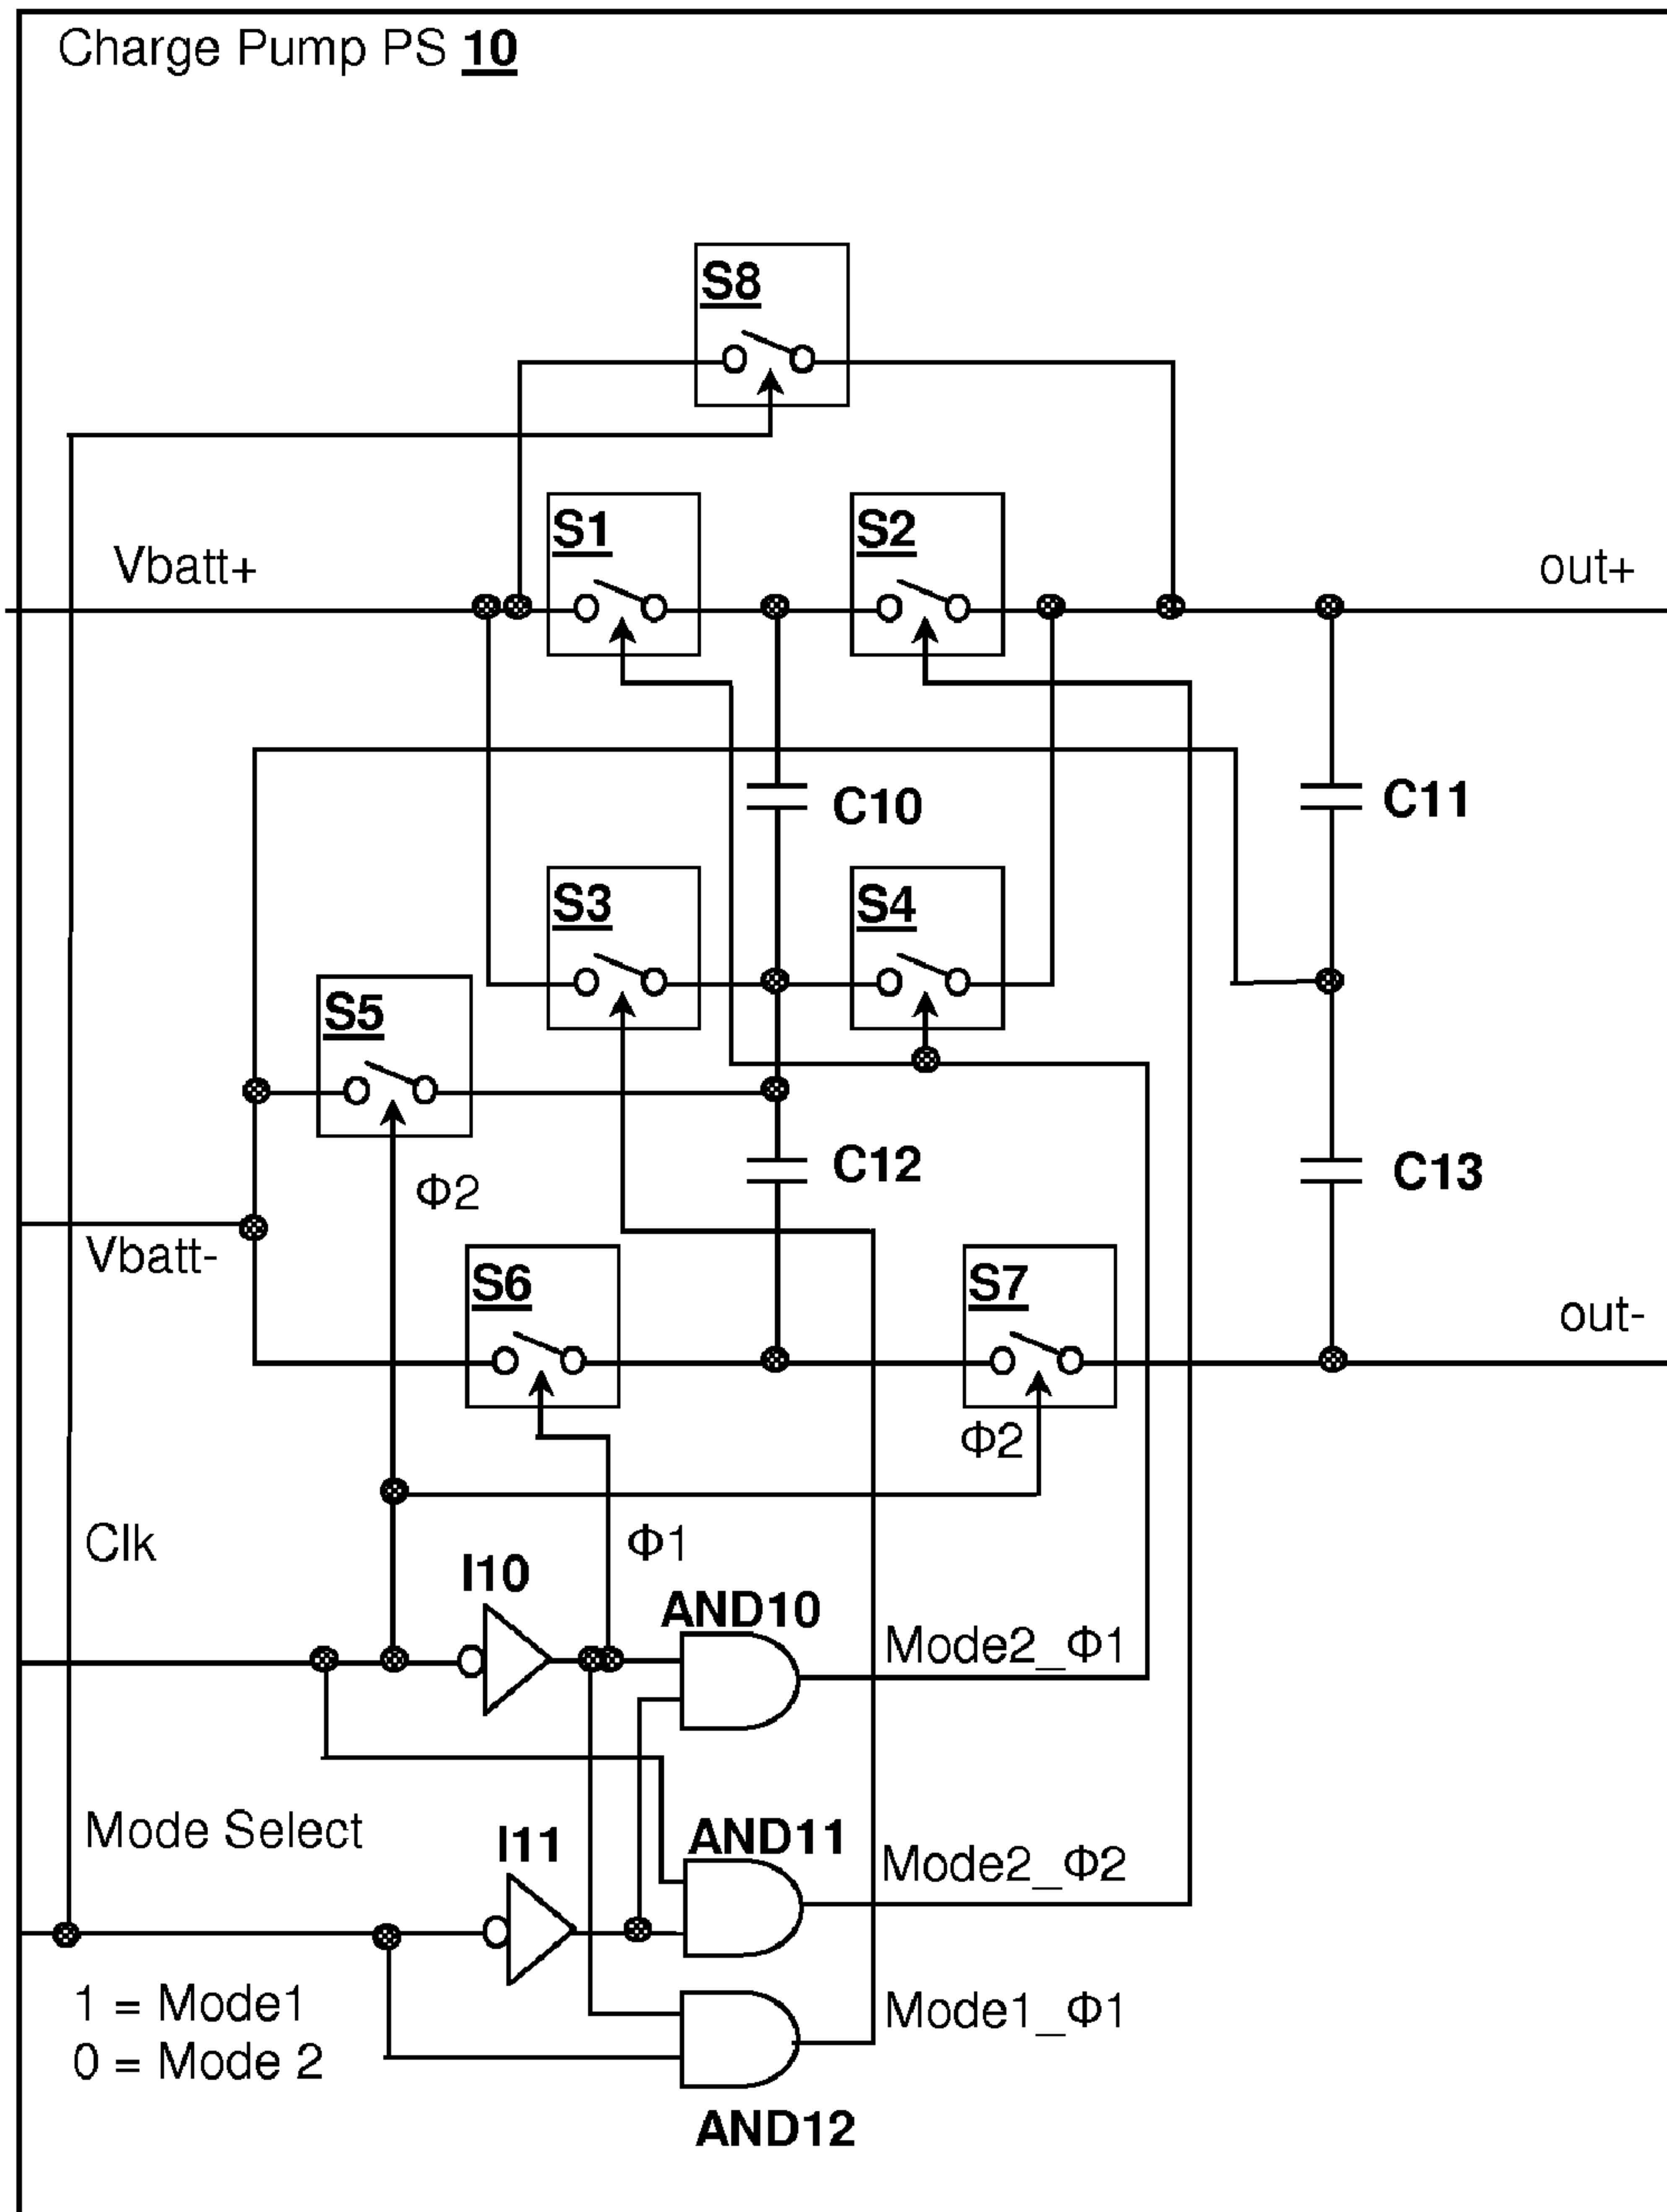 Charge Pump PS 10
S8
S1
S2
Vbatt+
out+
C10
C11
S3
S4
S5
C12
C13
Φ2
Vbatt-
S6
S7
out-
Φ2
Clk
Φ1
I10
AND10
Mode2_Φ1
Mode Select
I11
AND11
Mode2_Φ2
1 = Mode1
0 = Mode 2
Mode1_Φ1
AND12